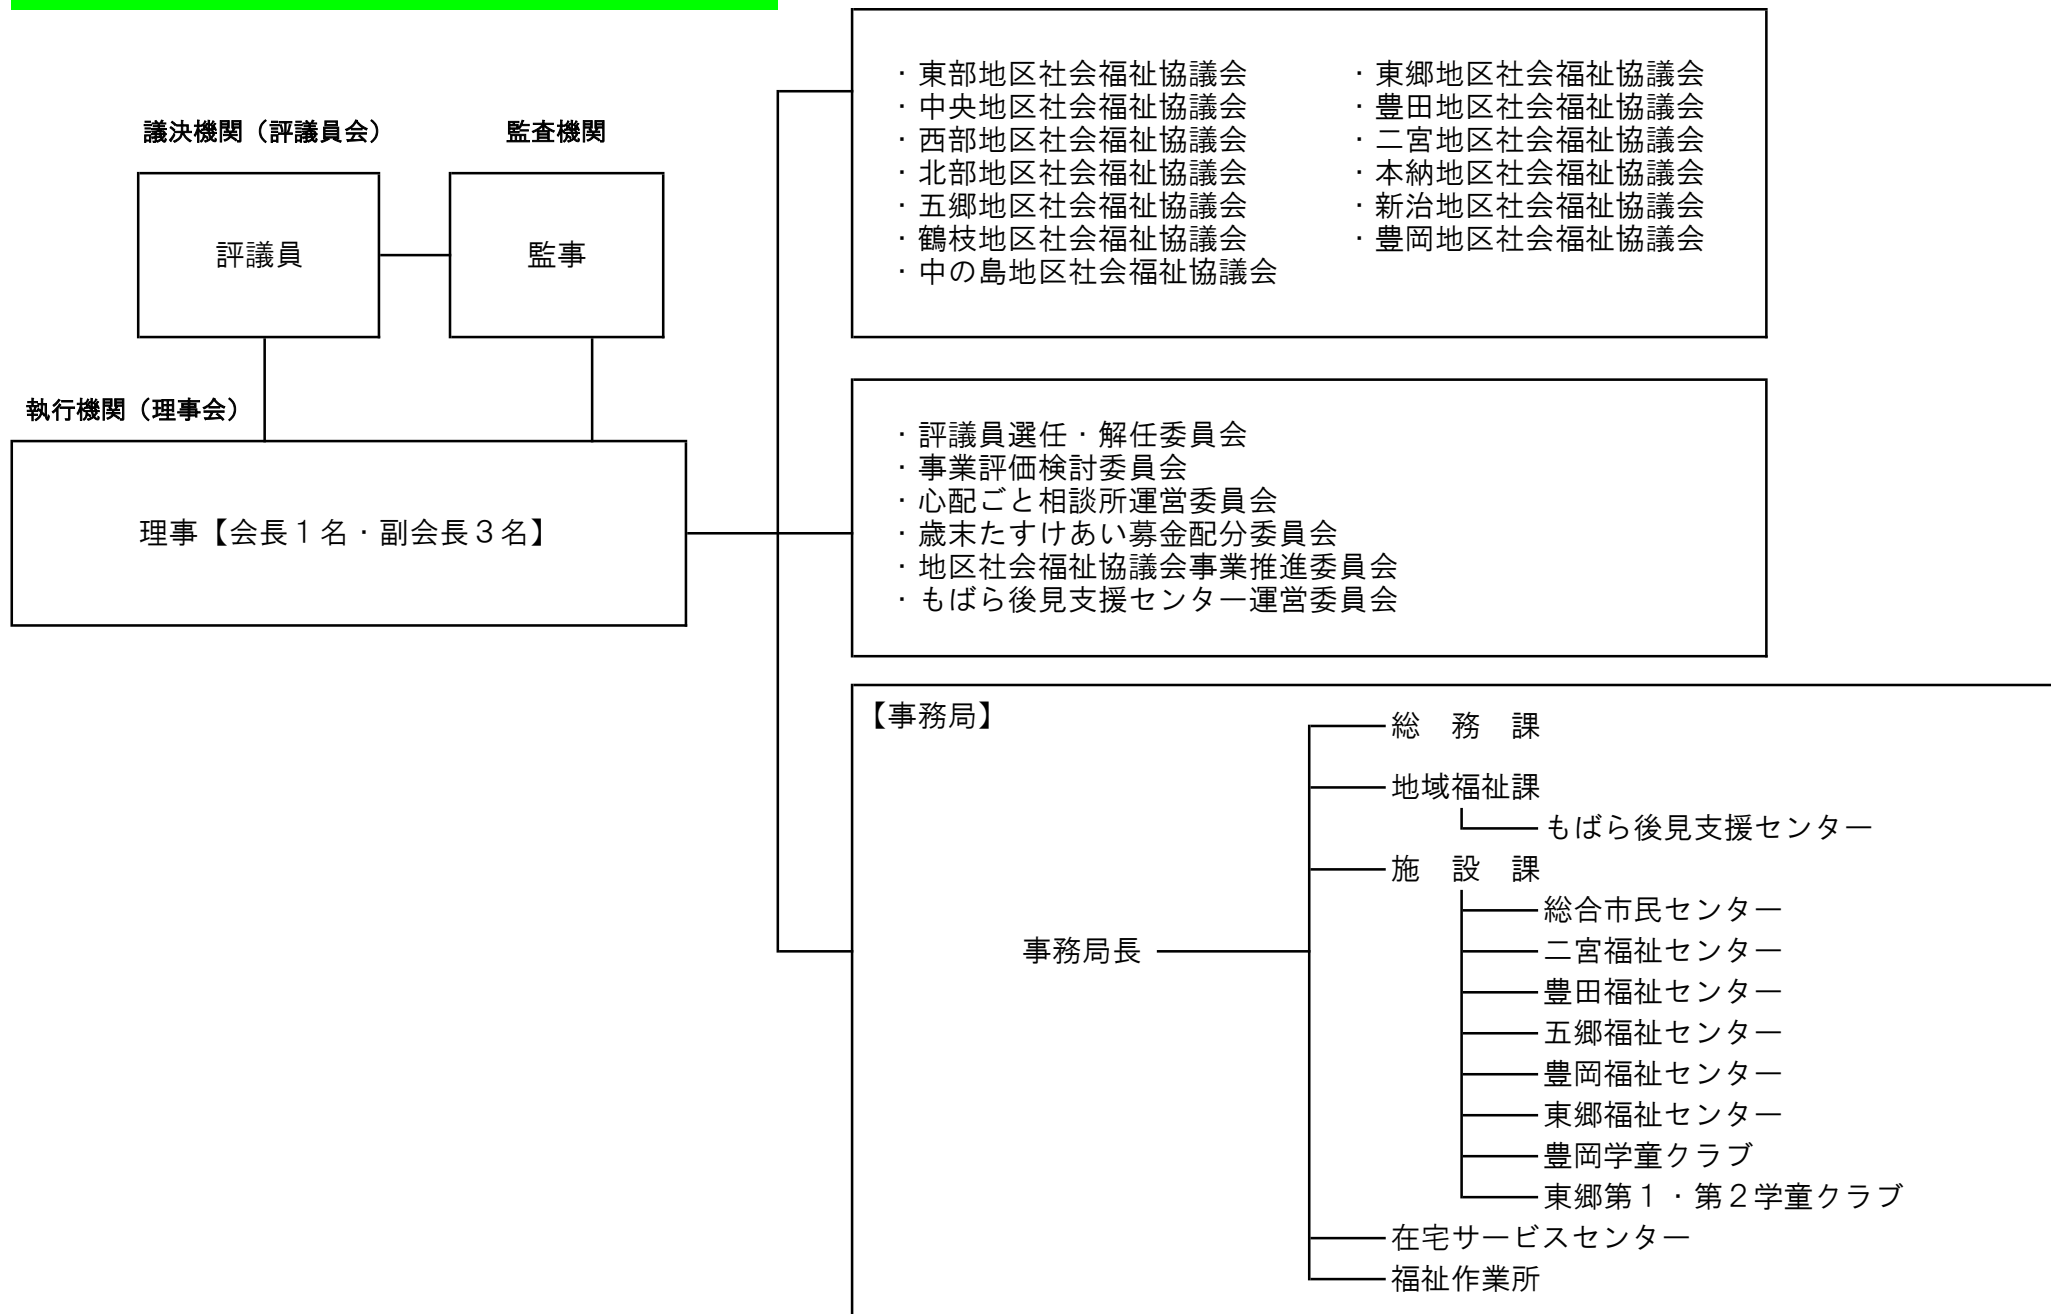 議決機関（評議員会）
監査機関
評議員
監事
執行機関（理事会）
理事【会長１名・副会長３名】
・東部地区社会福祉協議会
・中央地区社会福祉協議会
・西部地区社会福祉協議会
・北部地区社会福祉協議会
・五郷地区社会福祉協議会
・鶴枝地区社会福祉協議会
・中の島地区社会福祉協議会
・東郷地区社会福祉協議会
・豊田地区社会福祉協議会
・二宮地区社会福祉協議会
・本納地区社会福祉協議会
・新治地区社会福祉協議会
・豊岡地区社会福祉協議会
・評議員選任・解任委員会
・事業評価検討委員会
・心配ごと相談所運営委員会
・歳末たすけあい募金配分委員会
・地区社会福祉協議会事業推進委員会
・もばら後見支援センター運営委員会
【事務局】
事務局長
総　務　課
地域福祉課
もばら後見支援センター
施　設　課
総合市民センター
二宮福祉センター
豊田福祉センター
五郷福祉センター
豊岡福祉センター
東郷福祉センター
豊岡学童クラブ
東郷第１・第２学童クラブ
在宅サービスセンター
福祉作業所